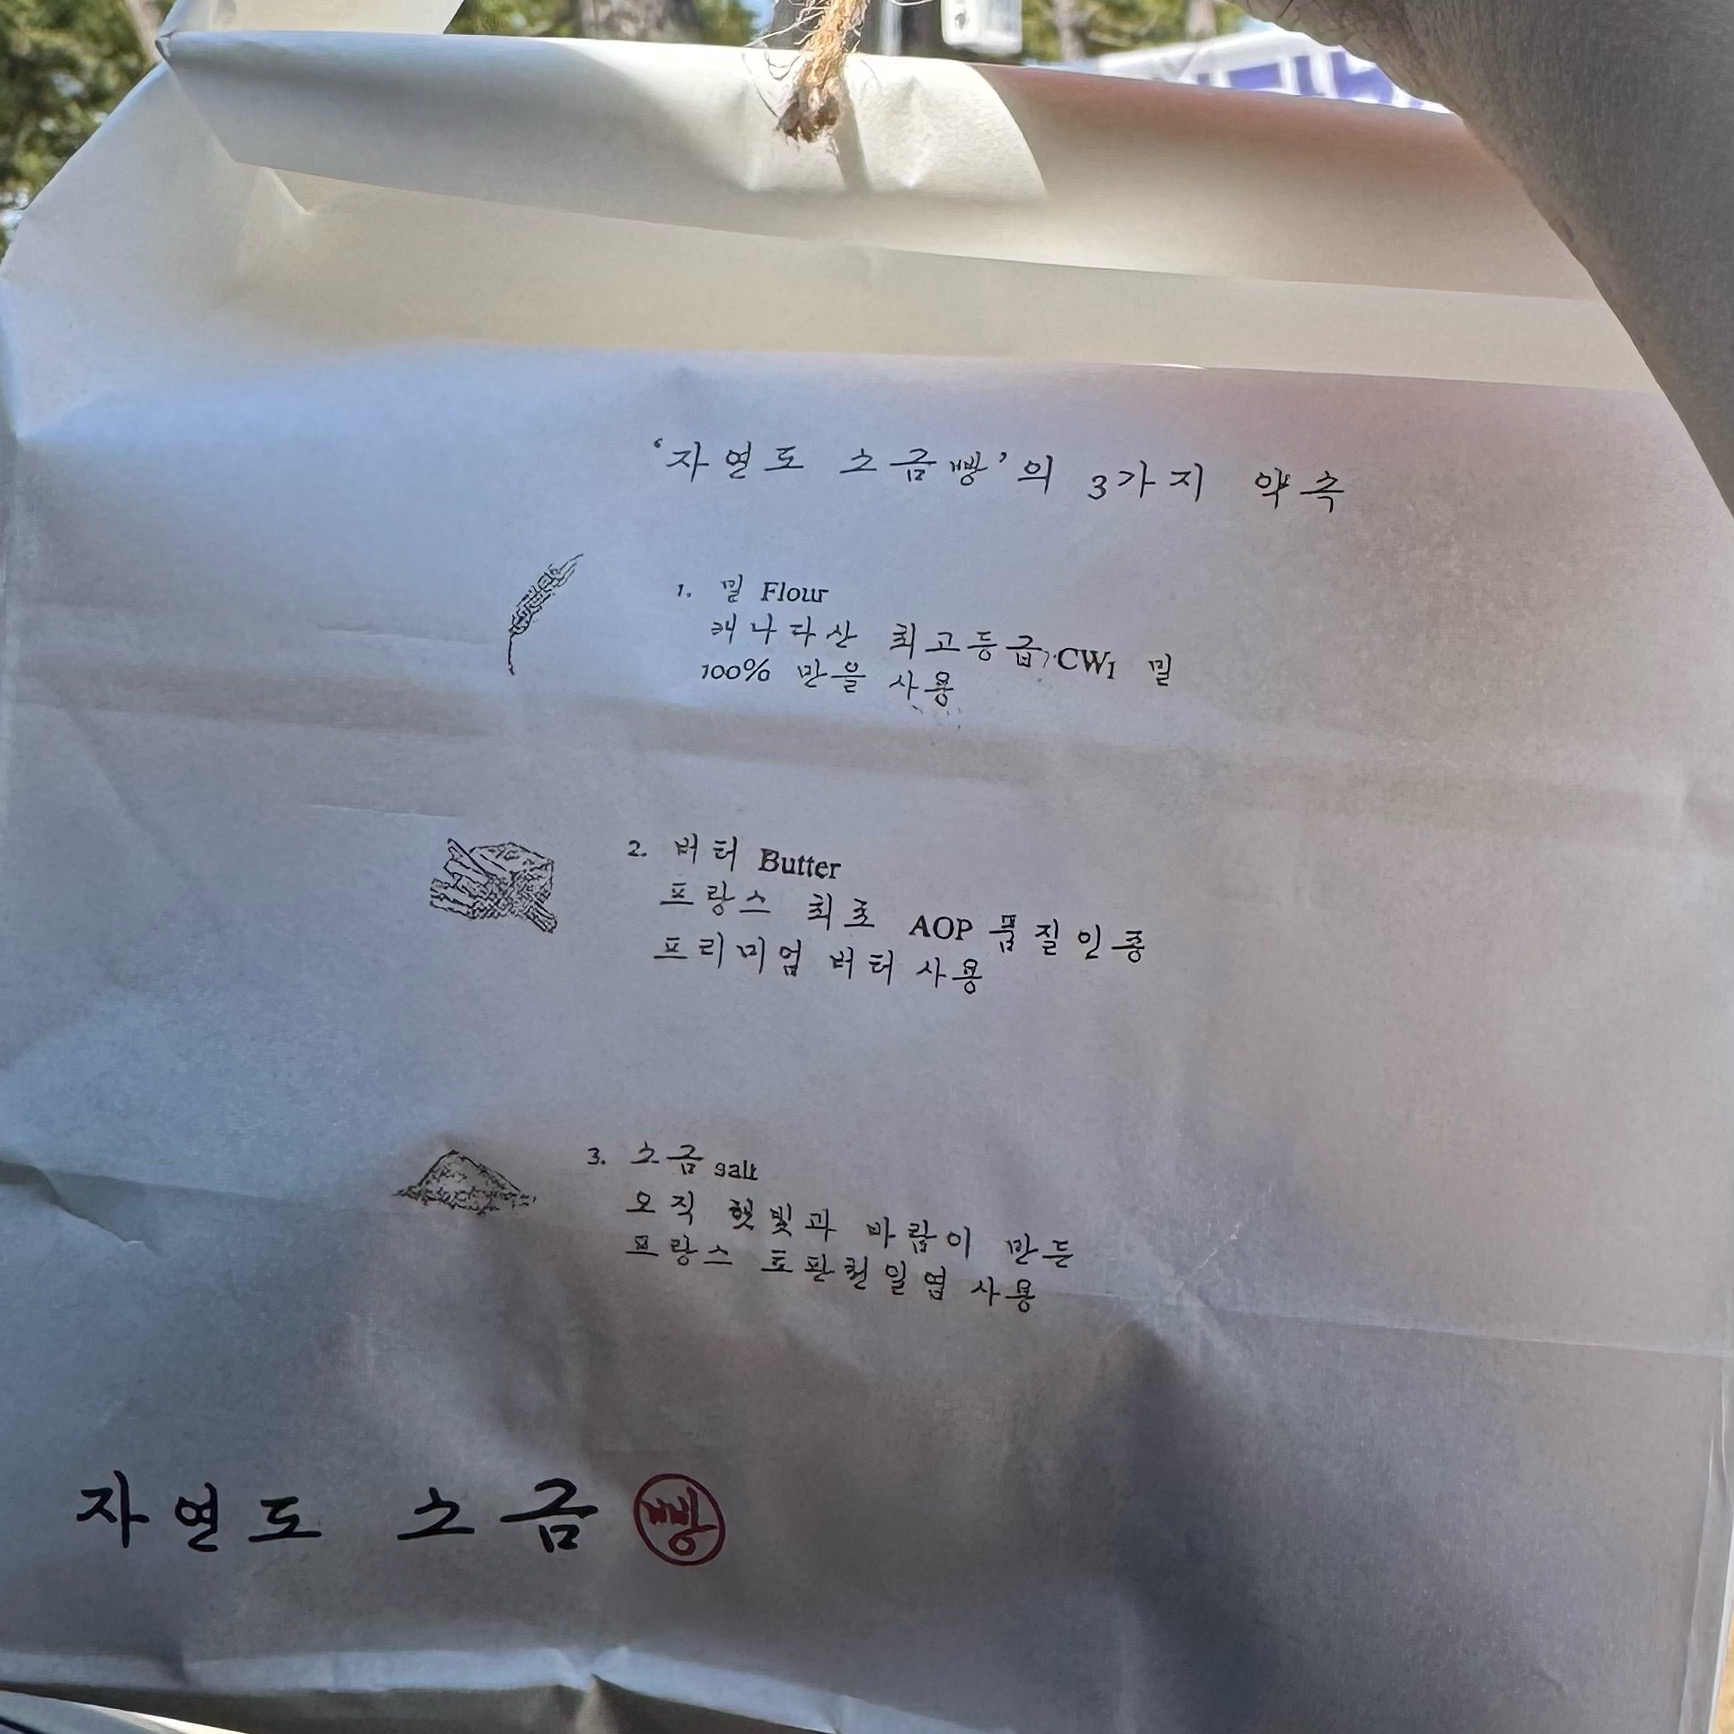 ‘자연도 소금빵’의 3가지 약속
1. 밀 Flour
캐나다산 최고등급 CW1 밀
100% 만을 사용
2. 버터 Butter
프랑스 최초 AOP 품질인증
프리미엄 버터 사용
3. 소금 salt
오직 햇빛과 바람이 만든
프랑스 토판천일염 사용
자연도 소금빵